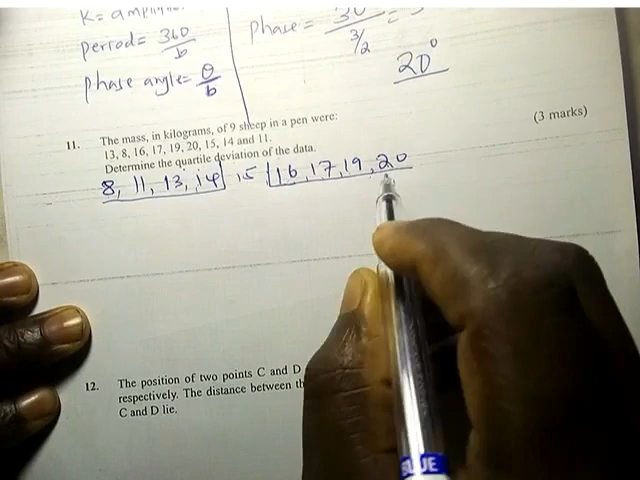 K= amplitude
Period= 360
b
Phase angle= θ
b
Phase = 30
3/2
20°
11. The mass, in kilograms, of 9 sheep in a pen were: (3 marks)
13, 8, 16, 17, 19, 20, 15, 14 and 11.
Determine the quartile deviation of the data.
8, 11, 13, 14 15 16, 17, 19, 20
12. The position of two points C and D
respectively. The distance between
C and D lie.
BLUE